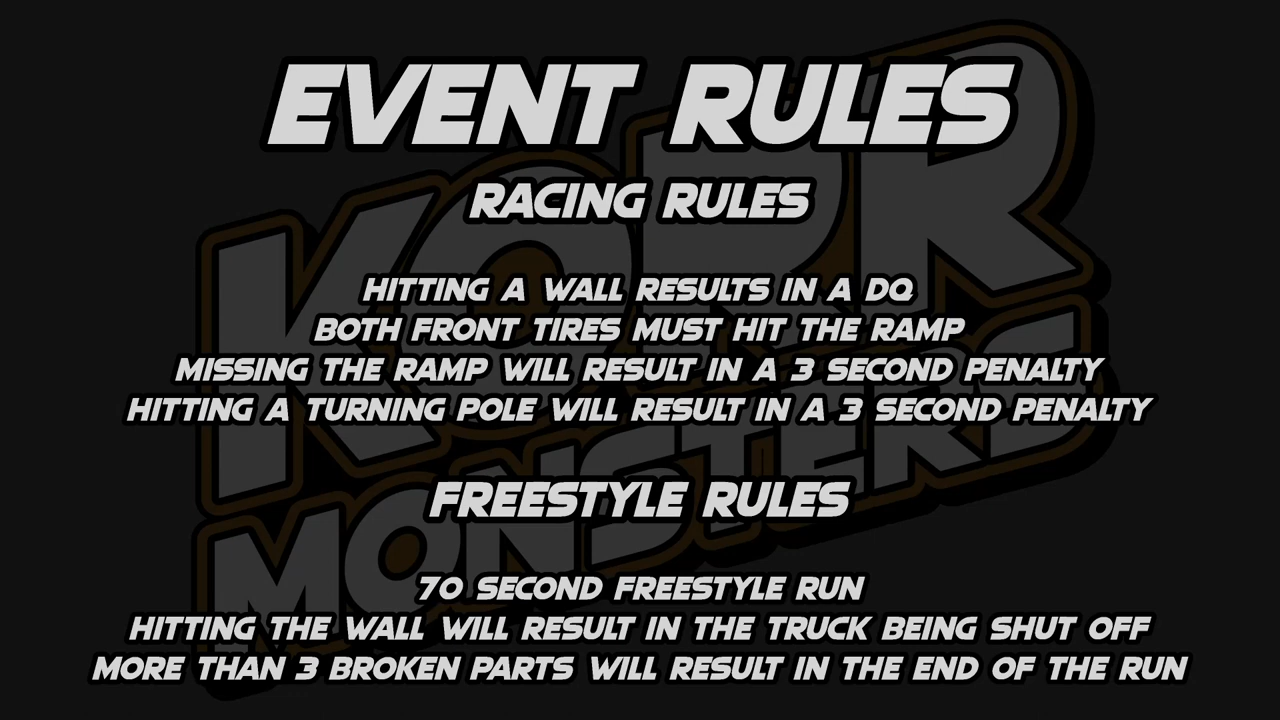 EVENT RULES
RACING RULES
HITTING A WALL RESULTS IN A DQ
BOTH FRONT TIRES MUST HIT THE RAMP
MISSING THE RAMP WILL RESULT IN A 3 SECOND PENALTY
HITTING A TURNING POLE WILL RESULT IN A 3 SECOND PENALTY
FREESTYLE RULES
70 SECOND FREESTYLE RUN
HITTING THE WALL WILL RESULT IN THE TRUCK BEING SHUT OFF
MORE THAN 3 BROKEN PARTS WILL RESULT IN THE END OF THE RUN
MONSTERS